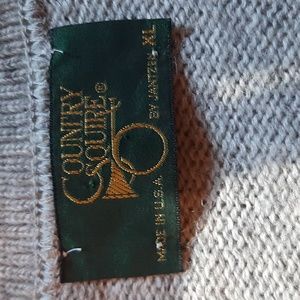 COUNTRY
SQUIRE®
BY JANTZEN XL
MADE IN U.S.A.